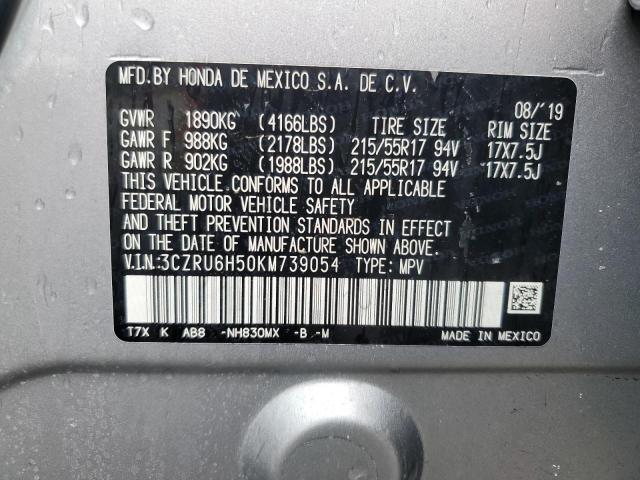 MFD.BY HONDA DE MEXICO S.A. DE C.V.
08/'19
GVWR 1890KG (4166LBS) TIRE SIZE RIM SIZE
GAWR F 988KG (2178LBS) 215/55R17 94V 17X7.5J
GAWR R 902KG (1988LBS) 215/55R17 94V 17X7.5J
THIS VEHICLE CONFORMS TO ALL APPLICABLE
FEDERAL MOTOR VEHICLE SAFETY
AND THEFT PREVENTION STANDARDS IN EFFECT
ON THE DATE OF MANUFACTURE SHOWN ABOVE.
V.I.N:3CZRU6H50KM739054 TYPE: MPV
T7X K AB8 -NH830MX -B -M
MADE IN MEXICO